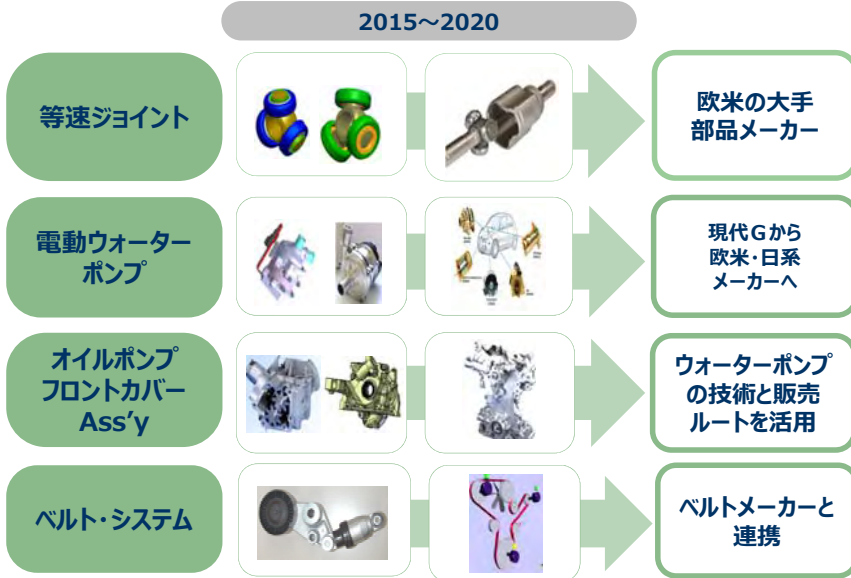 2015～2020
等速ジョイント
欧米の大手
部品メーカー
電動ウォーター
ポンプ
現代Gから
欧米・日系
メーカーへ
オイルポンプ
フロントカバー
Ass’y
ウォーターポンプ
の技術と販売
ルートを活用
ベルト・システム
ベルトメーカーと
連携